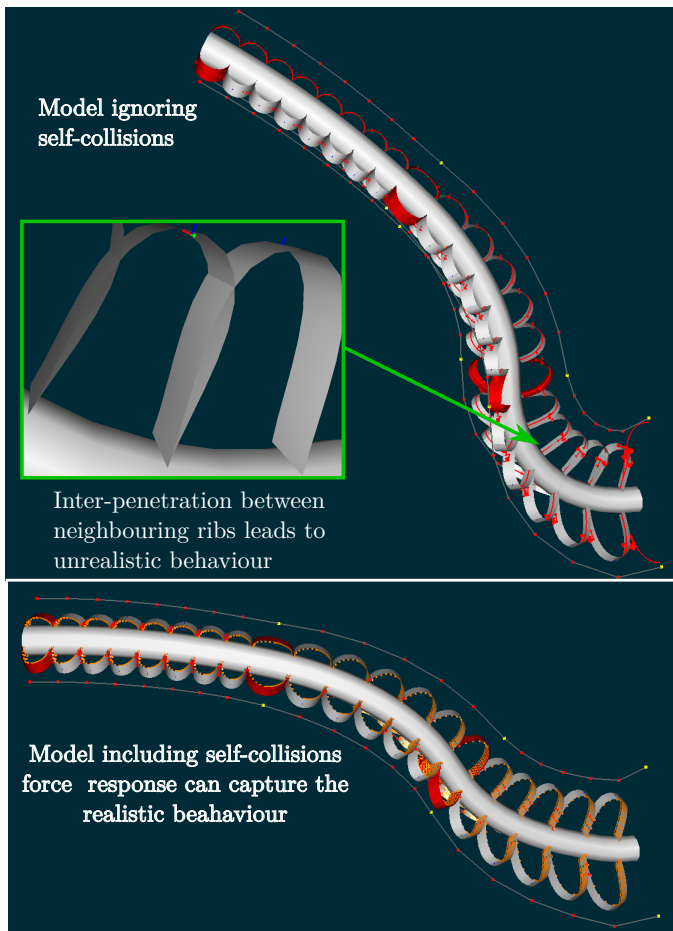 Model ignoring
self-collisions
Inter-penetration between
neighbouring ribs leads to
unrealistic behaviour
Model including self-collisions
force response can capture the
realistic beahaviour